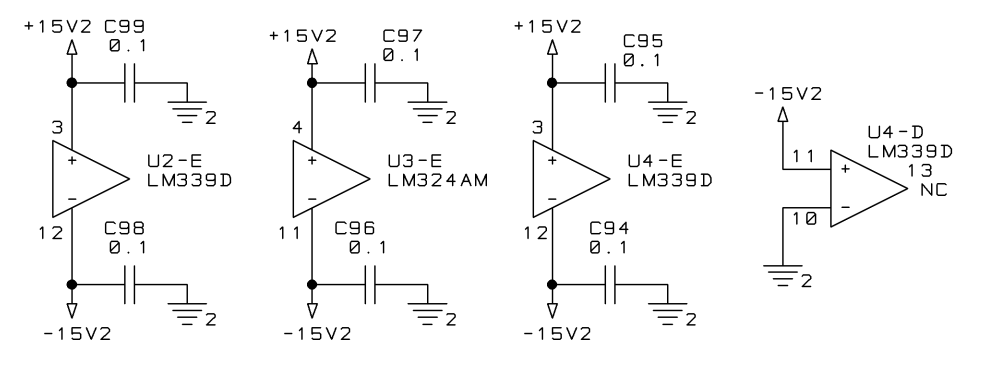 +15V2 C99
0.1
3
+
-
U2-E
LM339D
12
C98
0.1
2
2
-15V2
+15V2 C97
0.1
4
+
-
U3-E
LM324AM
11
C96
0.1
2
2
-15V2
+15V2
C95
0.1
3
+
-
U4-E
LM339D
12
C94
0.1
2
2
-15V2
-15V2
U4-D
LM339D
11
13
+
NC
-
10
2